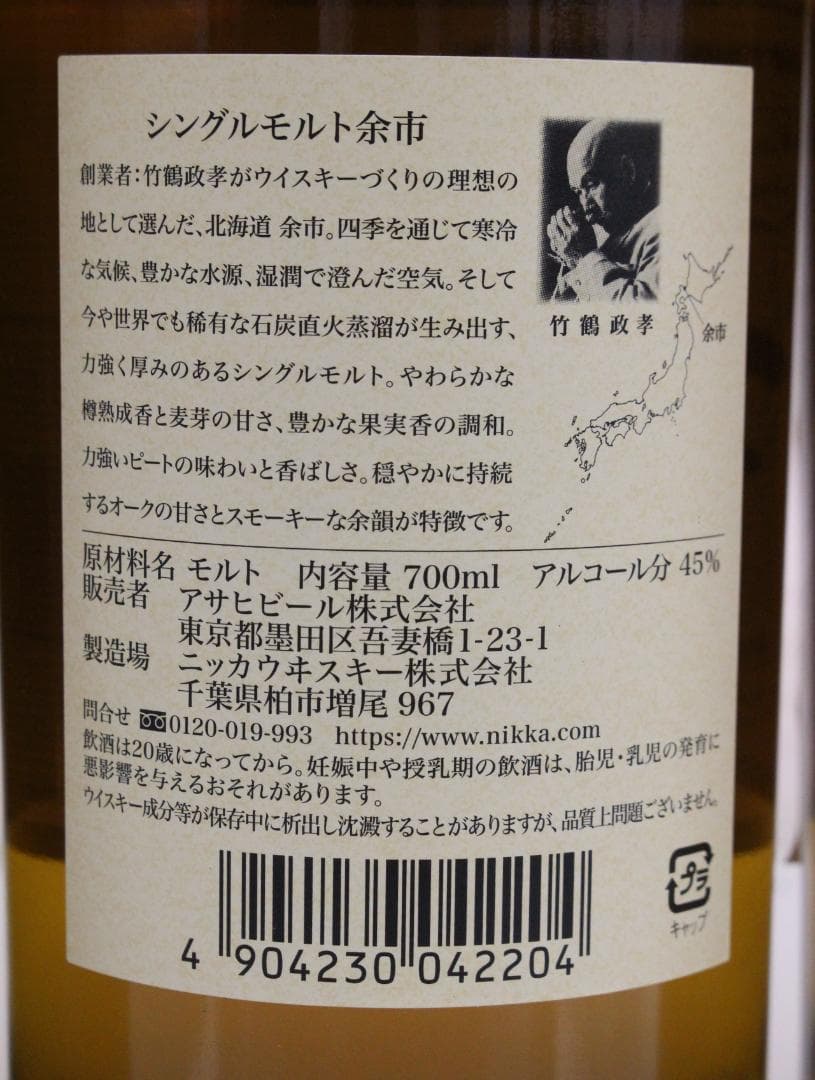 シングルモルト余市
創業者：竹鶴政孝がウイスキーづくりの理想の
地として選んだ、北海道 余市。四季を通じて寒冷
な気候、豊かな水源、湿潤で澄んだ空気。そして
今や世界でも稀有な石炭直火蒸溜が生み出す、
力強く厚みのあるシングルモルト。やわらかな
樽熟成香と麦芽の甘さ、豊かな果実香の調和。
力強いピートの味わいと香ばしさ。穏やかに持続
するオークの甘さとスモーキーな余韻が特徴です。
竹鶴政孝
余市
原材料名 モルト 内容量 700ml アルコール分 45%
販売者 アサヒビール株式会社
東京都墨田区吾妻橋1-23-1
製造場 ニッカウヰスキー株式会社
千葉県柏市増尾967
問合せ 0120-019-993 https://www.nikka.com
飲酒は20歳になってから。妊娠中や授乳期の飲酒は、胎児・乳児の発育に
悪影響を与えるおそれがあります。
ウイスキー成分等が保存中に析出し沈澱することがありますが、品質上問題ございません。
プラ
キャップ
4 904230 042204